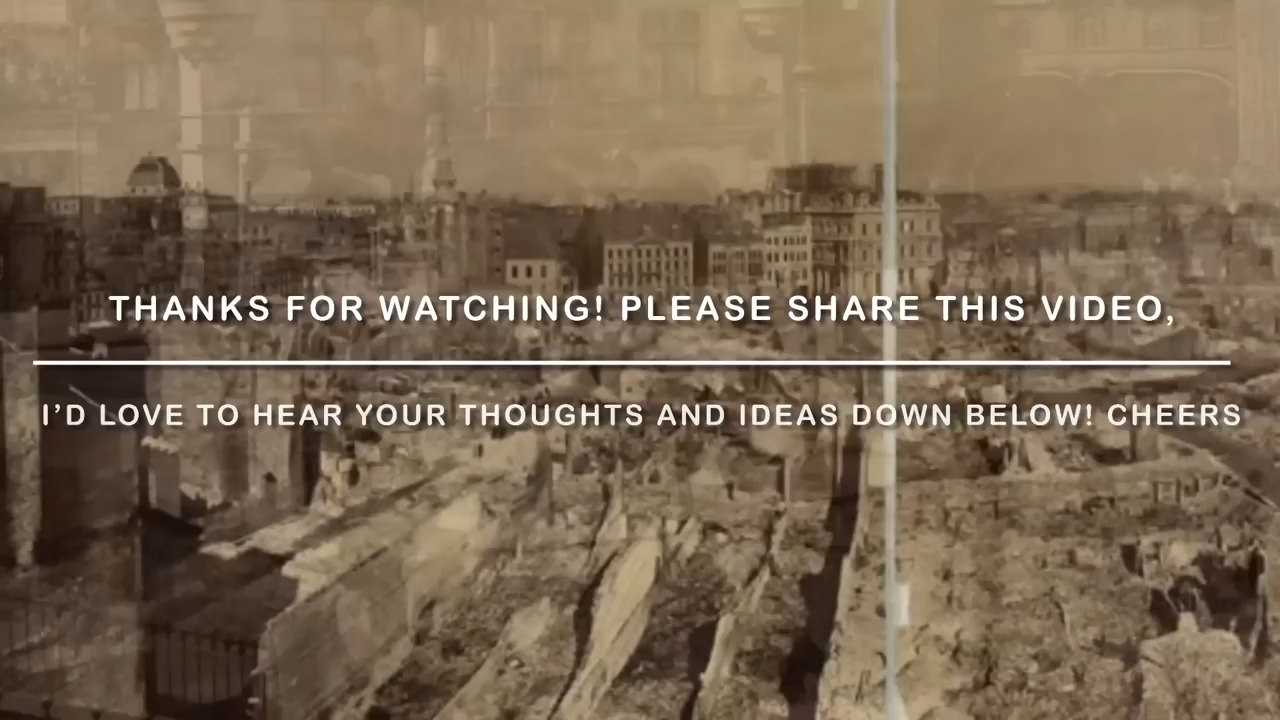 THANKS FOR WATCHING! PLEASE SHARE THIS VIDEO,
I'D LOVE TO HEAR YOUR THOUGHTS AND IDEAS DOWN BELOW! CHEERS